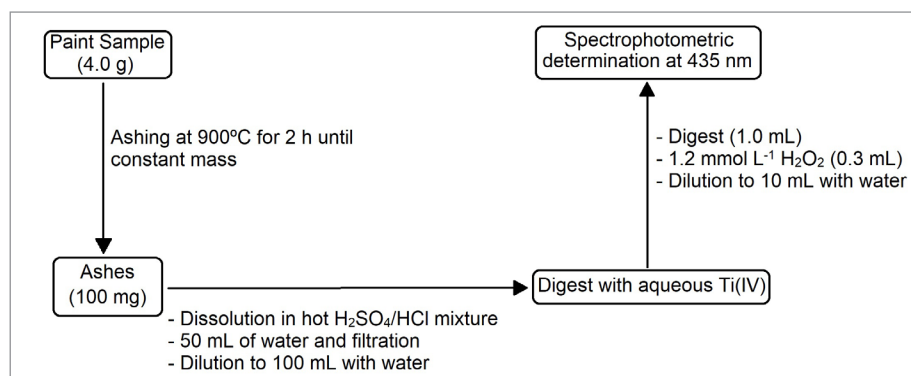 Paint Sample
(4.0 g)
Ashing at 900ºC for 2 h until
constant mass
Ashes
(100 mg)
- Dissolution in hot H₂SO₄/HCl mixture
- 50 mL of water and filtration
- Dilution to 100 mL with water
Digest with aqueous Ti(IV)
- Digest (1.0 mL)
- 1.2 mmol L⁻¹ H₂O₂ (0.3 mL)
- Dilution to 10 mL with water
Spectrophotometric
determination at 435 nm